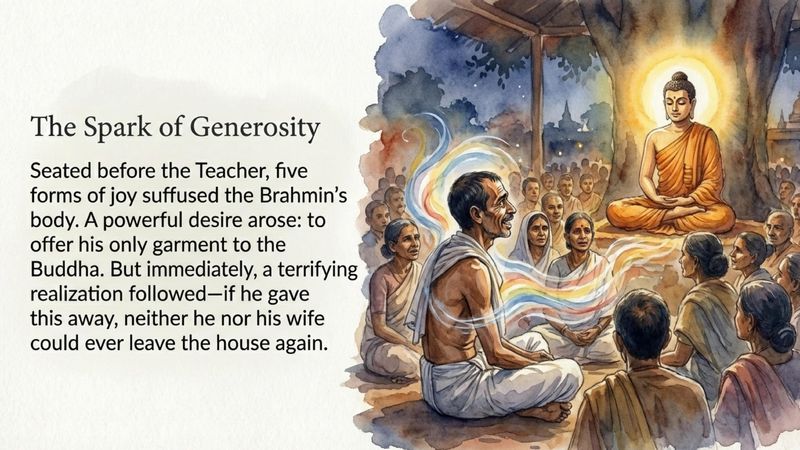 The Spark of Generosity
Seated before the Teacher, five
forms of joy suffused the Brahmin’s
body. A powerful desire arose: to
offer his only garment to the
Buddha. But immediately, a terrifying
realization followed—if he gave
this away, neither he nor his wife
could ever leave the house again.